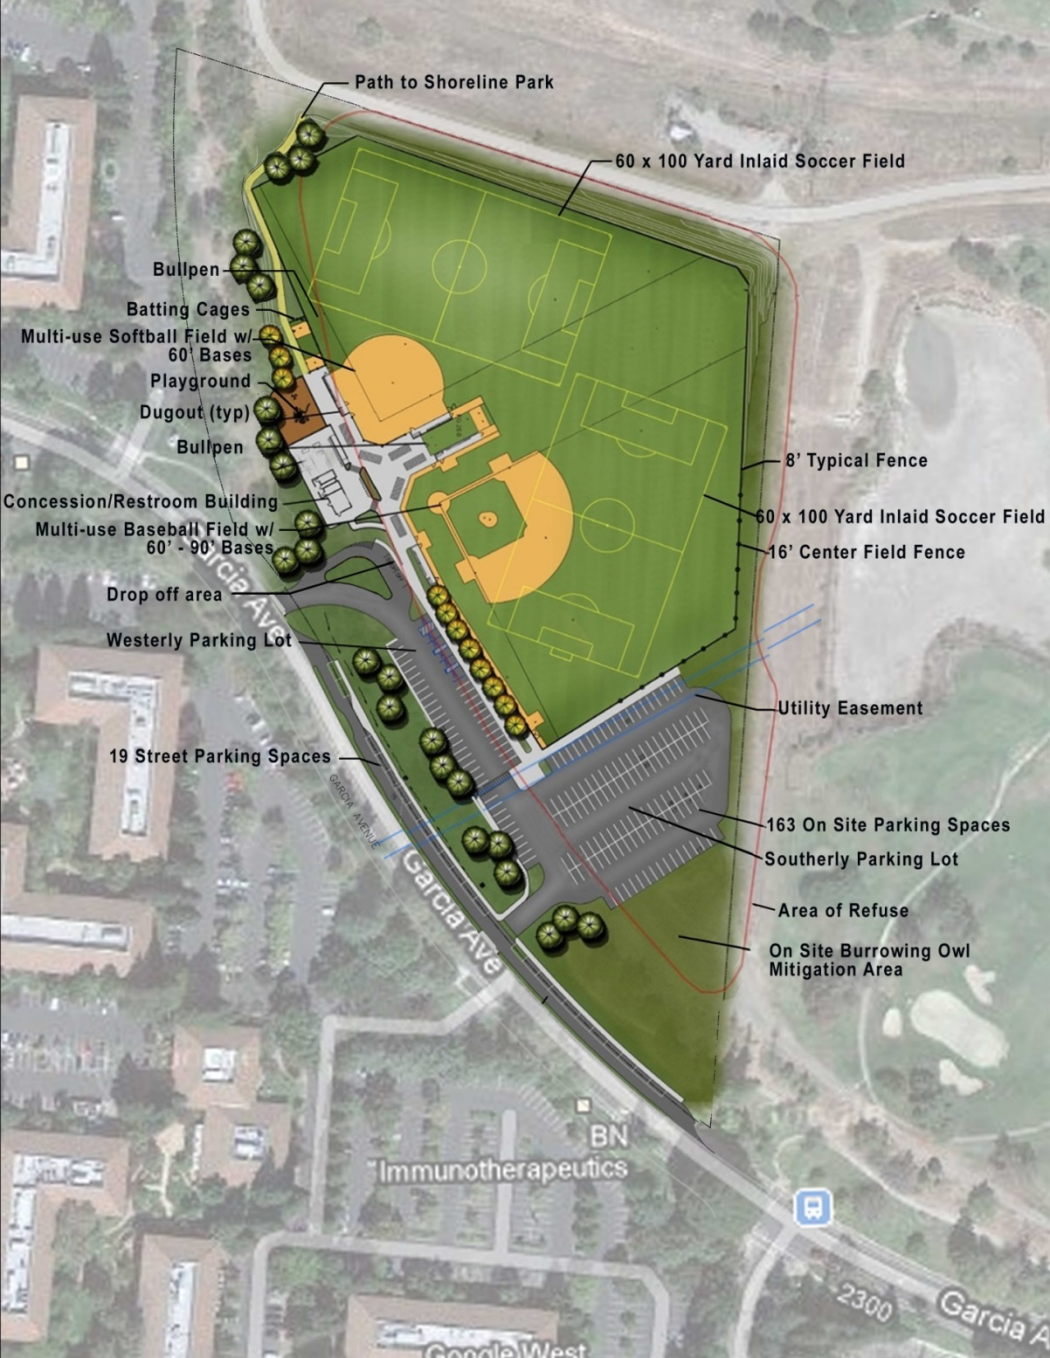 Path to Shoreline Park
60 x 100 Yard Inlaid Soccer Field
Bullpen
Batting Cages
Multi-use Softball Field w/
60' Bases
Playground
Dugout (typ)
Bullpen
8' Typical Fence
Concession/Restroom Building
60 x 100 Yard Inlaid Soccer Field
Multi-use Baseball Field w/
60' - 90' Bases
16' Center Field Fence
Garcia Ave
Drop off area
Westerly Parking Lot
Utility Easement
19 Street Parking Spaces
GARCIA AVENUE
163 On Site Parking Spaces
Southerly Parking Lot
Garcia Ave
Area of Refuse
On Site Burrowing Owl
Mitigation Area
BN
Immunotherapeutics
2300
Garcia A
Google West